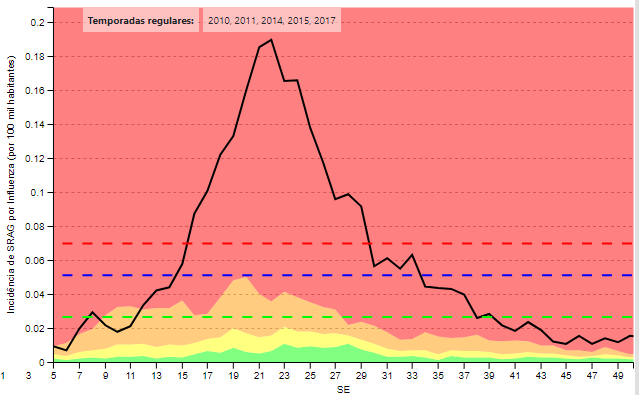 Temporadas regulares: 2010, 2011, 2014, 2015, 2017
Incidência de SRAG por Influenza (por 100 mil habitantes)
0.2
0.18
0.16
0.14
0.12
0.1
0.08
0.06
0.04
0.02
0
1 3 5 7 9 11 13 15 17 19 21 23 25 27 29 31 33 35 37 39 41 43 45 47 49
SE